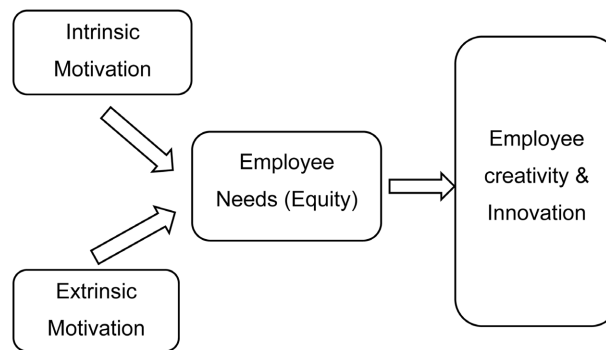 Intrinsic
Motivation
Employee
Needs (Equity)
Employee
creativity &
Innovation
Extrinsic
Motivation